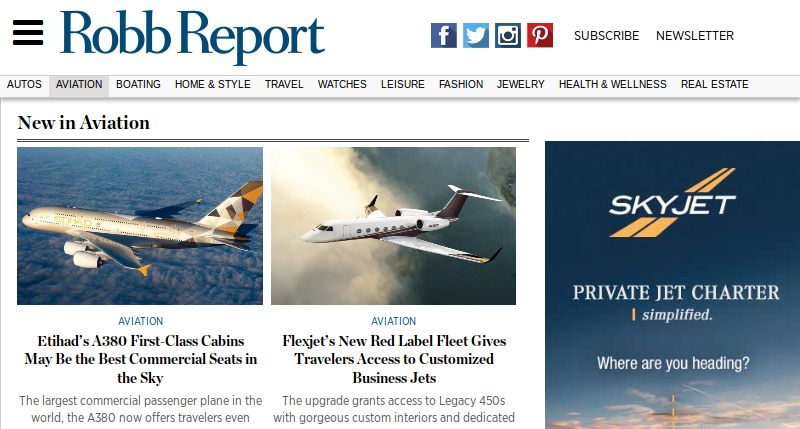 Robb Report
SUBSCRIBE NEWSLETTER
AUTOS AVIATION BOATING HOME & STYLE TRAVEL WATCHES LEISURE FASHION JEWELRY HEALTH & WELLNESS REAL ESTATE
New in Aviation
ETIHAD
AVIATION
Etihad's A380 First-Class Cabins
May Be the Best Commercial Seats in
the Sky
The largest commercial passenger plane in the
world, the A380 now offers travelers even
AVIATION
Flexjet's New Red Label Fleet Gives
Travelers Access to Customized
Business Jets
The upgrade grants access to Legacy 450s
with gorgeous custom interiors and dedicated
SKYJET
PRIVATE JET CHARTER
simplified.
Where are you heading?